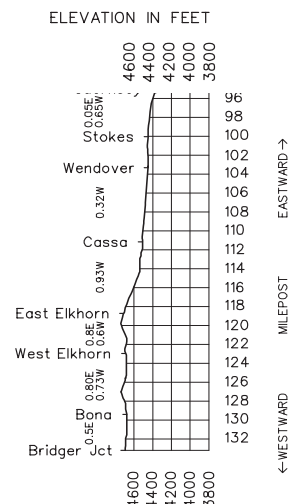 ELEVATION IN FEET
4600 4400 4200 4000 3800
96
0.05E
0.65W
98
Stokes 100
102
Wendover 104
EASTWARD→
106
0.32W
108
110
Cassa 112
0.93W
114
116
MILEPOST
118
East Elkhorn
120
0.8E
0.6W
122
West Elkhorn
124
126
0.80E
0.73W
128
Bona 130
0.5E
132
Bridger Jct
←WESTWARD
4600 4400 4200 4000 3800